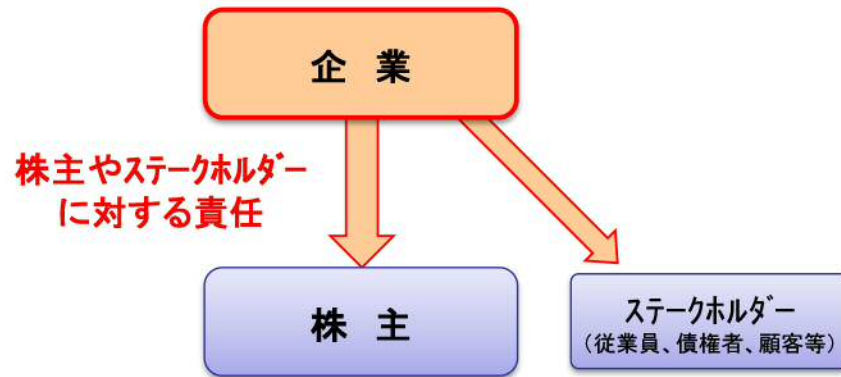 企 業
株主やｽﾃｰｸﾎﾙﾀﾞｰ
に対する責任
株 主
ｽﾃｰｸﾎﾙﾀﾞｰ
（従業員、債権者、顧客等）